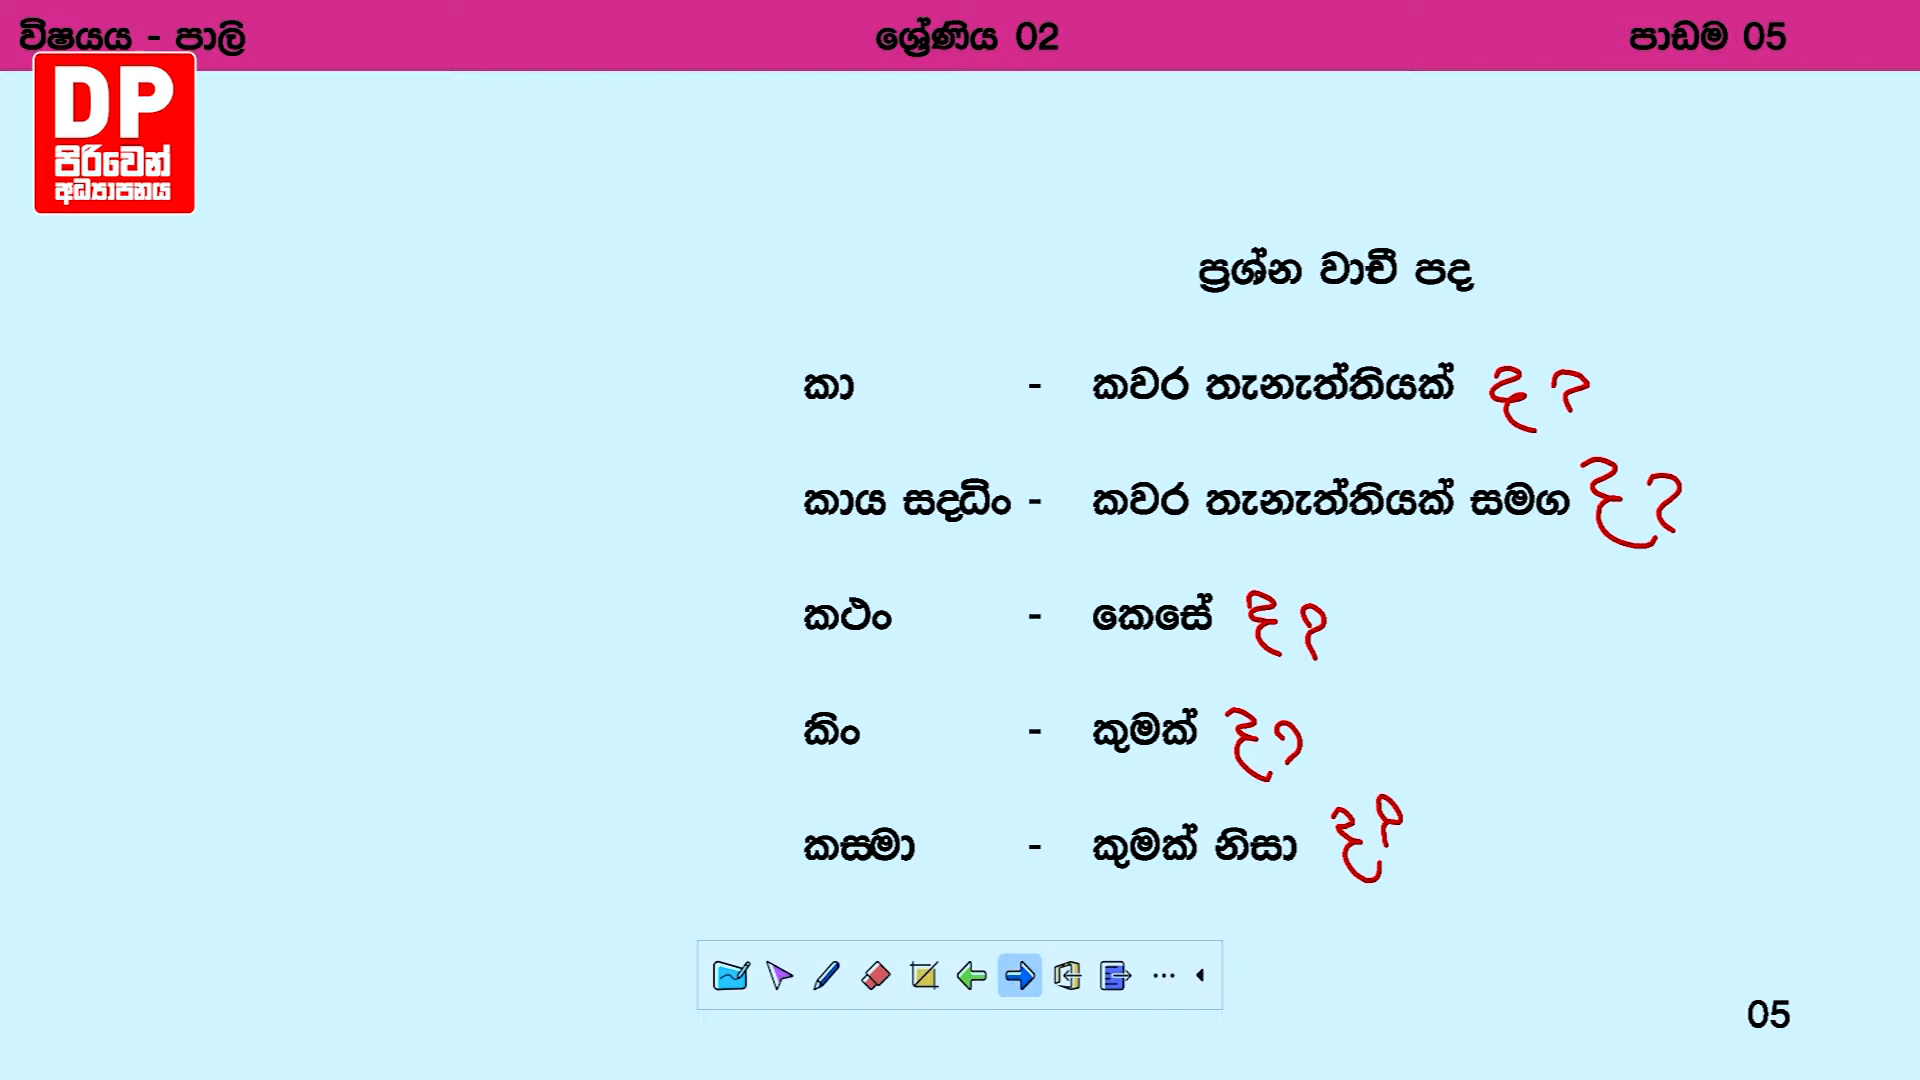 විෂයය - පාලි ශ්‍රේණිය 02 පාඩම 05
DP
පිරිවෙන්
අධ්‍යාපනය
ප්‍රශ්න වාචී පද
කා - කවර තැනැත්තියක් ද ?
කාය සද්ධිං - කවර තැනැත්තියක් සමග ද ?
කථං - කෙසේ ද ?
කිං - කුමක් ද ?
කස්මා - කුමක් නිසා ද ?
05